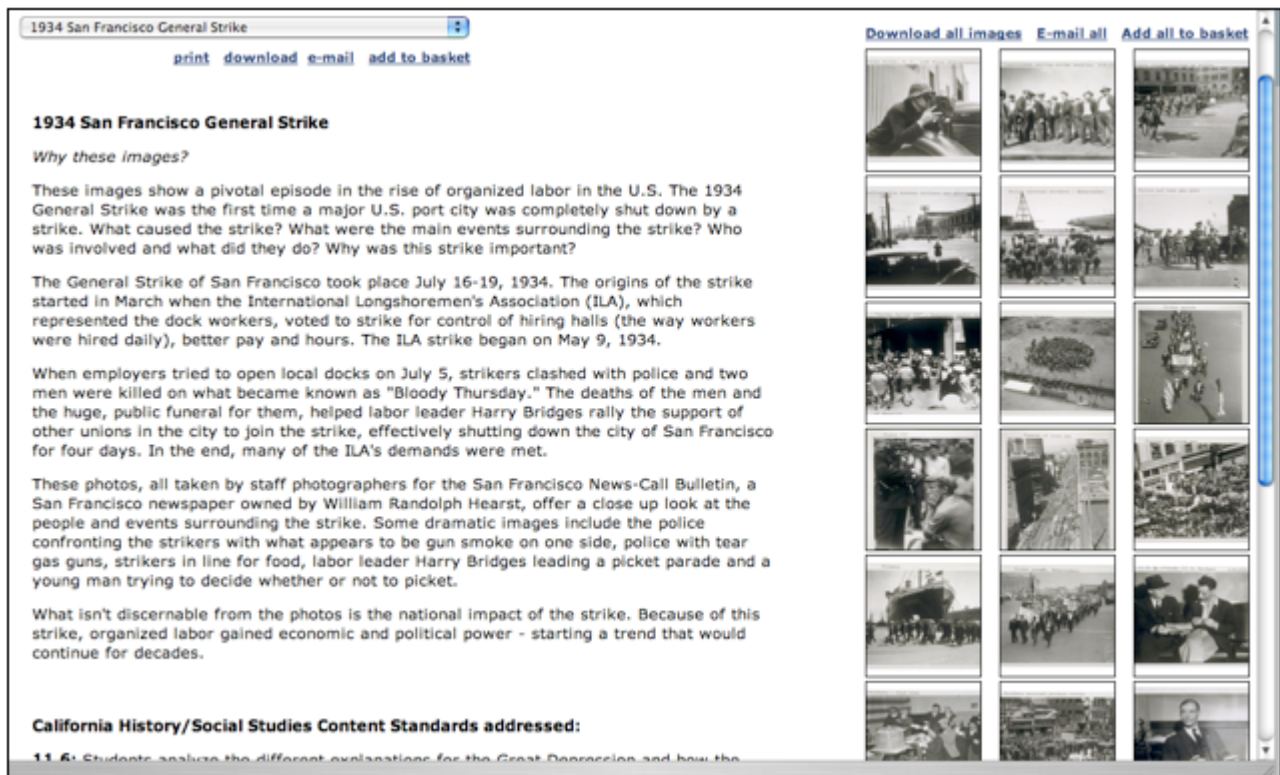 1934 San Francisco General Strike
print download e-mail add to basket
Download all images E-mail all Add all to basket
1934 San Francisco General Strike
Why these images?
These images show a pivotal episode in the rise of organized labor in the U.S. The 1934
General Strike was the first time a major U.S. port city was completely shut down by a
strike. What caused the strike? What were the main events surrounding the strike? Who
was involved and what did they do? Why was this strike important?
The General Strike of San Francisco took place July 16-19, 1934. The origins of the strike
started in March when the International Longshoremen's Association (ILA), which
represented the dock workers, voted to strike for control of hiring halls (the way workers
were hired daily), better pay and hours. The ILA strike began on May 9, 1934.
When employers tried to open local docks on July 5, strikers clashed with police and two
men were killed on what became known as "Bloody Thursday." The deaths of the men and
the huge, public funeral for them, helped labor leader Harry Bridges rally the support of
other unions in the city to join the strike, effectively shutting down the city of San Francisco
for four days. In the end, many of the ILA's demands were met.
These photos, all taken by staff photographers for the San Francisco News-Call Bulletin, a
San Francisco newspaper owned by William Randolph Hearst, offer a close up look at the
people and events surrounding the strike. Some dramatic images include the police
confronting the strikers with what appears to be gun smoke on one side, police with tear
gas guns, strikers in line for food, labor leader Harry Bridges leading a picket parade and a
young man trying to decide whether or not to picket.
What isn't discernable from the photos is the national impact of the strike. Because of this
strike, organized labor gained economic and political power - starting a trend that would
continue for decades.
California History/Social Studies Content Standards addressed:
11.6: Students analyze the different explanations for the Great Depression and how the